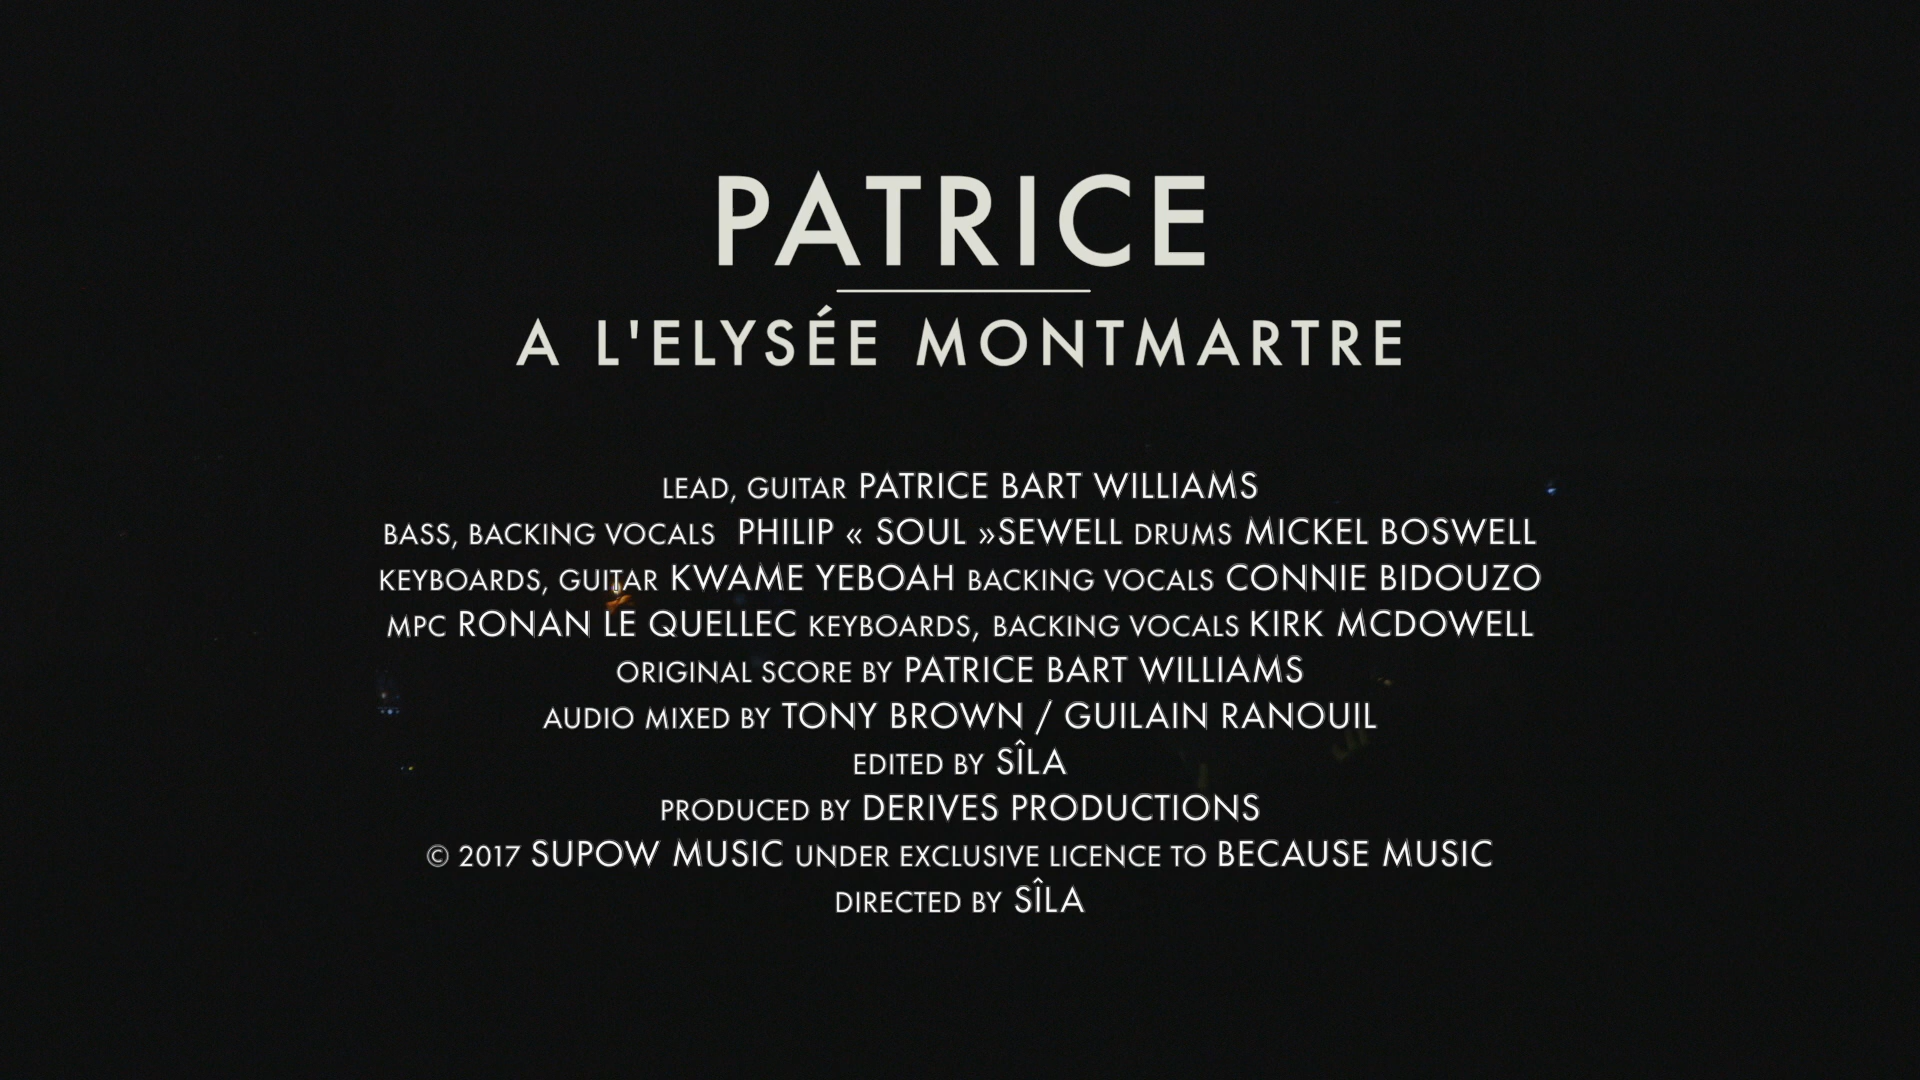 PATRICE
A L'ELYSÉE MONTMARTRE
LEAD, GUITAR PATRICE BART WILLIAMS
BASS, BACKING VOCALS PHILIP « SOUL »SEWELL DRUMS MICKEL BOSWELL
KEYBOARDS, GUITAR KWAME YEBOAH BACKING VOCALS CONNIE BIDOUZO
MPC RONAN LE QUELLEC KEYBOARDS, BACKING VOCALS KIRK MCDOWELL
ORIGINAL SCORE BY PATRICE BART WILLIAMS
AUDIO MIXED BY TONY BROWN / GUILAIN RANOUIL
EDITED BY SÎLA
PRODUCED BY DERIVES PRODUCTIONS
© 2017 SUPOW MUSIC UNDER EXCLUSIVE LICENCE TO BECAUSE MUSIC
DIRECTED BY SÎLA